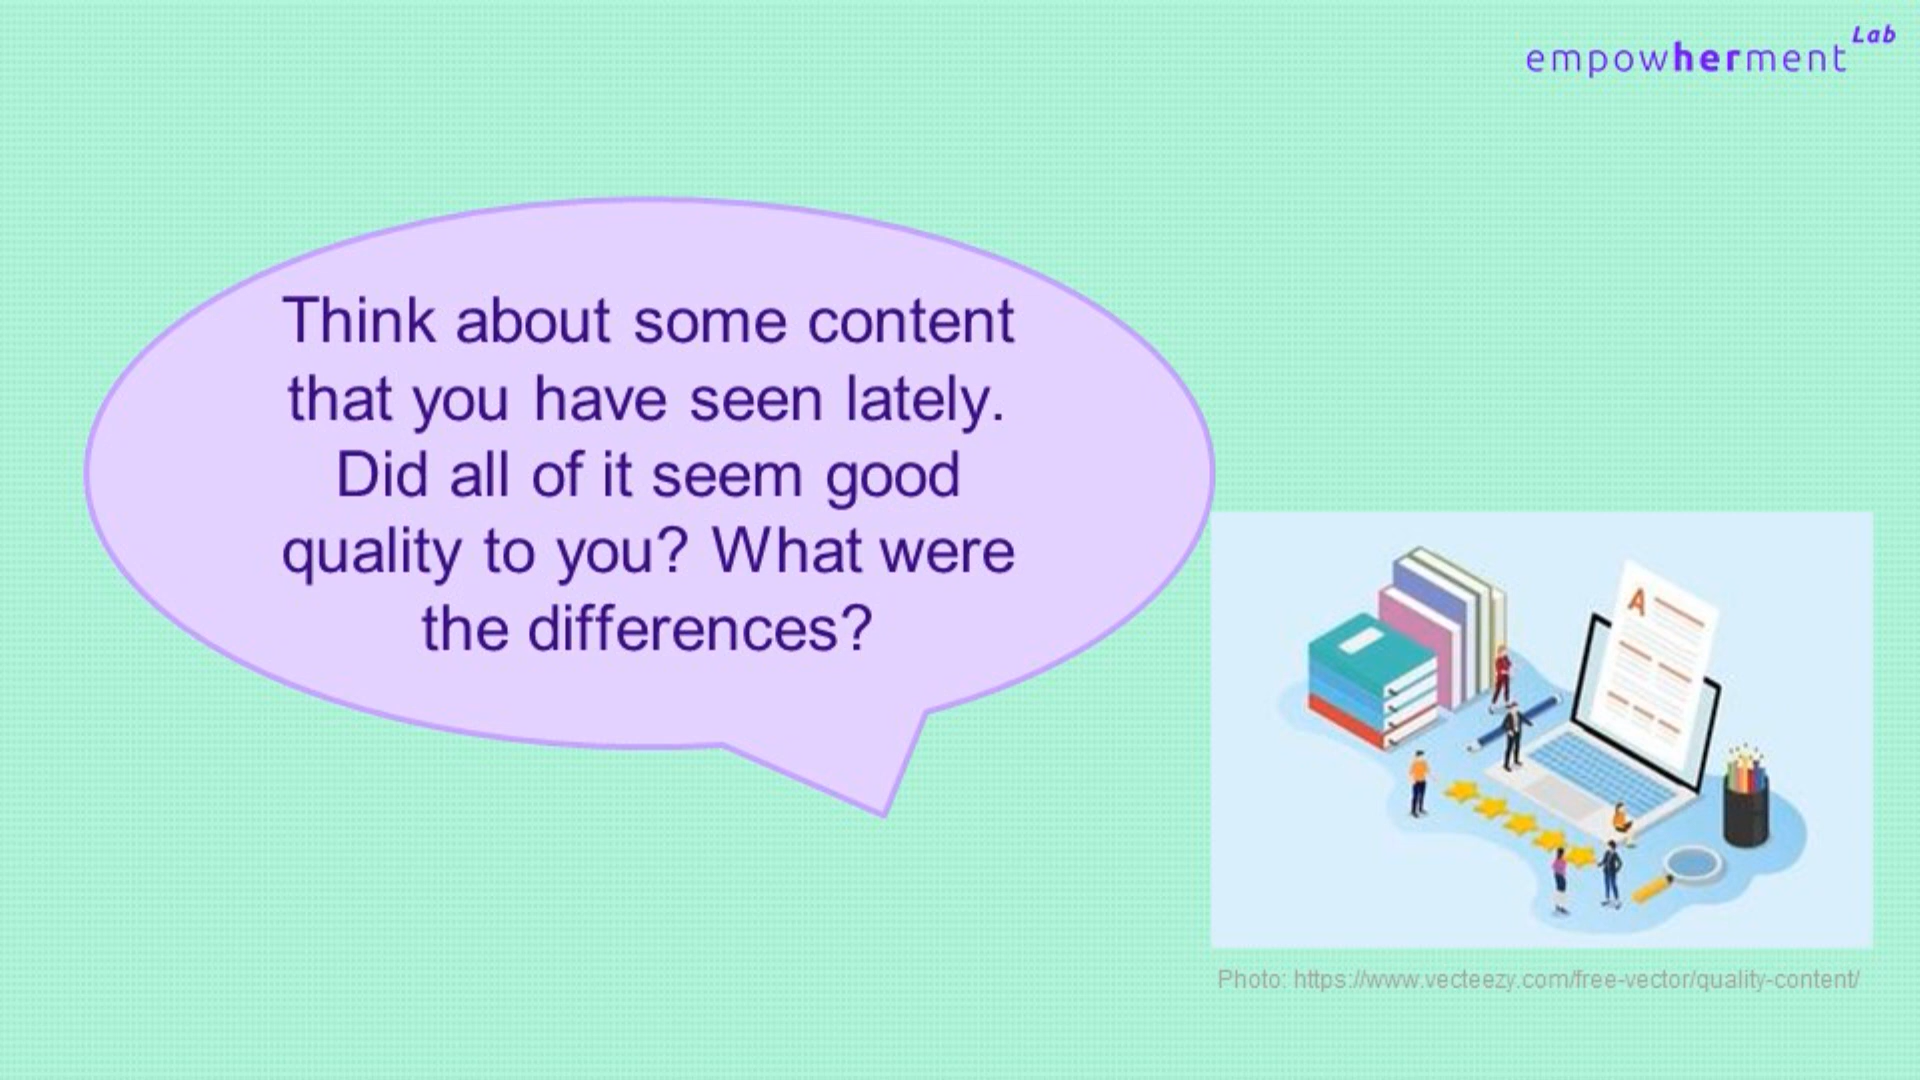 empowherment Lab
Think about some content
that you have seen lately.
Did all of it seem good
quality to you? What were
the differences?
A
Photo: https://www.vecteezy.com/free-vector/quality-content/